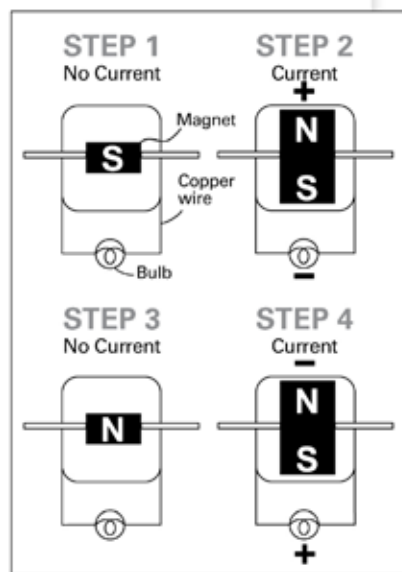 STEP 1
No Current
S
Magnet
Copper
wire
Bulb
STEP 2
Current
+
N
S
−
STEP 3
No Current
N
STEP 4
Current
−
N
S
+